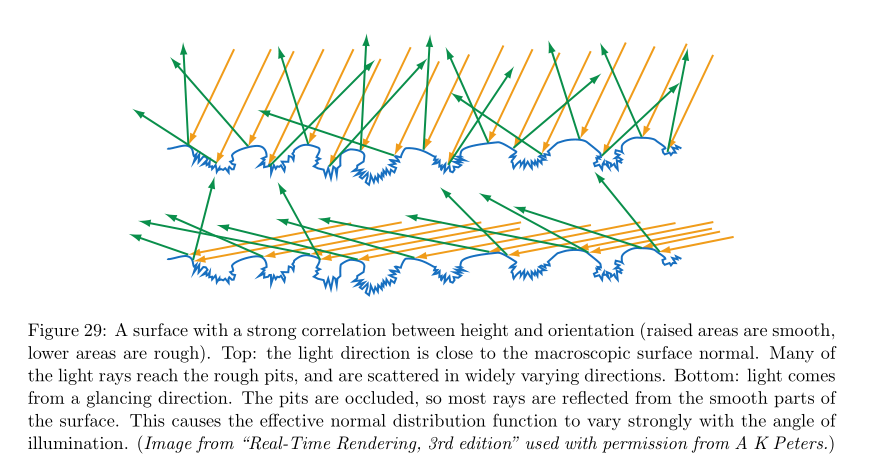 Figure 29: A surface with a strong correlation between height and orientation (raised areas are smooth,
lower areas are rough). Top: the light direction is close to the macroscopic surface normal. Many of
the light rays reach the rough pits, and are scattered in widely varying directions. Bottom: light comes
from a glancing direction. The pits are occluded, so most rays are reflected from the smooth parts of
the surface. This causes the effective normal distribution function to vary strongly with the angle of
illumination. (Image from “Real-Time Rendering, 3rd edition” used with permission from A K Peters.)